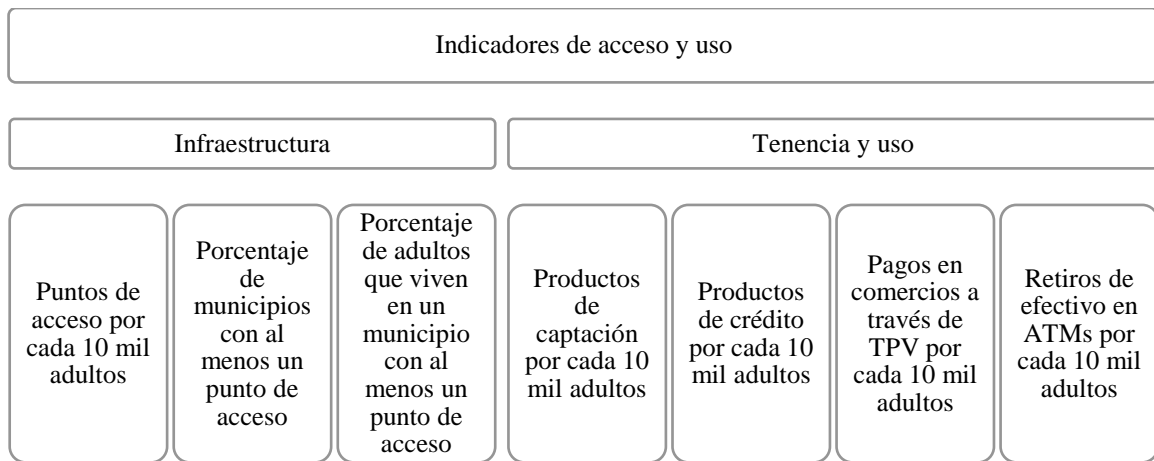 Indicadores de acceso y uso
Infraestructura
Tenencia y uso
Puntos de
acceso por
cada 10 mil
adultos
Porcentaje
de
municipios
con al
menos un
punto de
acceso
Porcentaje
de adultos
que viven
en un
municipio
con al
menos un
punto de
acceso
Productos
de
captación
por cada 10
mil adultos
Productos
de crédito
por cada 10
mil adultos
Pagos en
comercios a
través de
TPV por
cada 10 mil
adultos
Retiros de
efectivo en
ATMs por
cada 10 mil
adultos